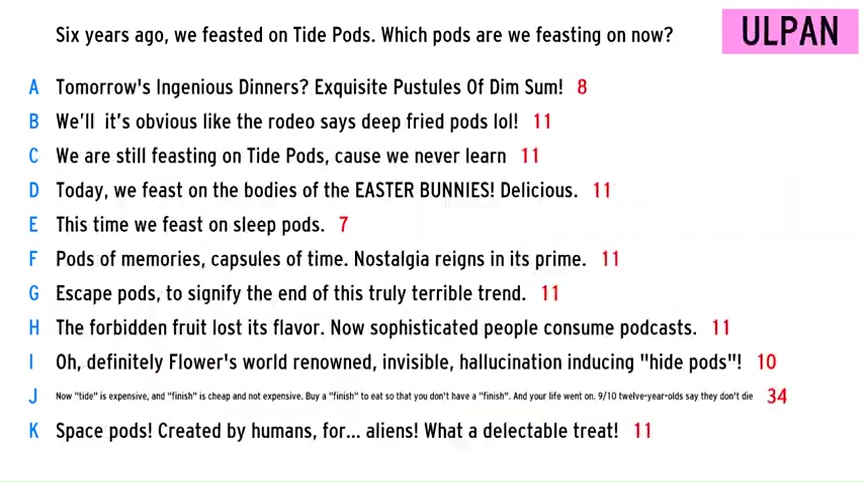 Six years ago, we feasted on Tide Pods. Which pods are we feasting on now?
ULPAN
A Tomorrow's Ingenious Dinners? Exquisite Pustules Of Dim Sum! 8
B We'll it's obvious like the rodeo says deep fried pods lol! 11
C We are still feasting on Tide Pods, cause we never learn 11
D Today, we feast on the bodies of the EASTER BUNNIES! Delicious. 11
E This time we feast on sleep pods. 7
F Pods of memories, capsules of time. Nostalgia reigns in its prime. 11
G Escape pods, to signify the end of this truly terrible trend. 11
H The forbidden fruit lost its flavor. Now sophisticated people consume podcasts. 11
I Oh, definitely Flower's world renowned, invisible, hallucination inducing "hide pods"! 10
J Now "tide" is expensive, and "finish" is cheap and not expensive. Buy a "finish" to eat so that you don't have a "finish". And your life went on. 9/10 twelve-year-olds say they don't die 34
K Space pods! Created by humans, for... aliens! What a delectable treat! 11